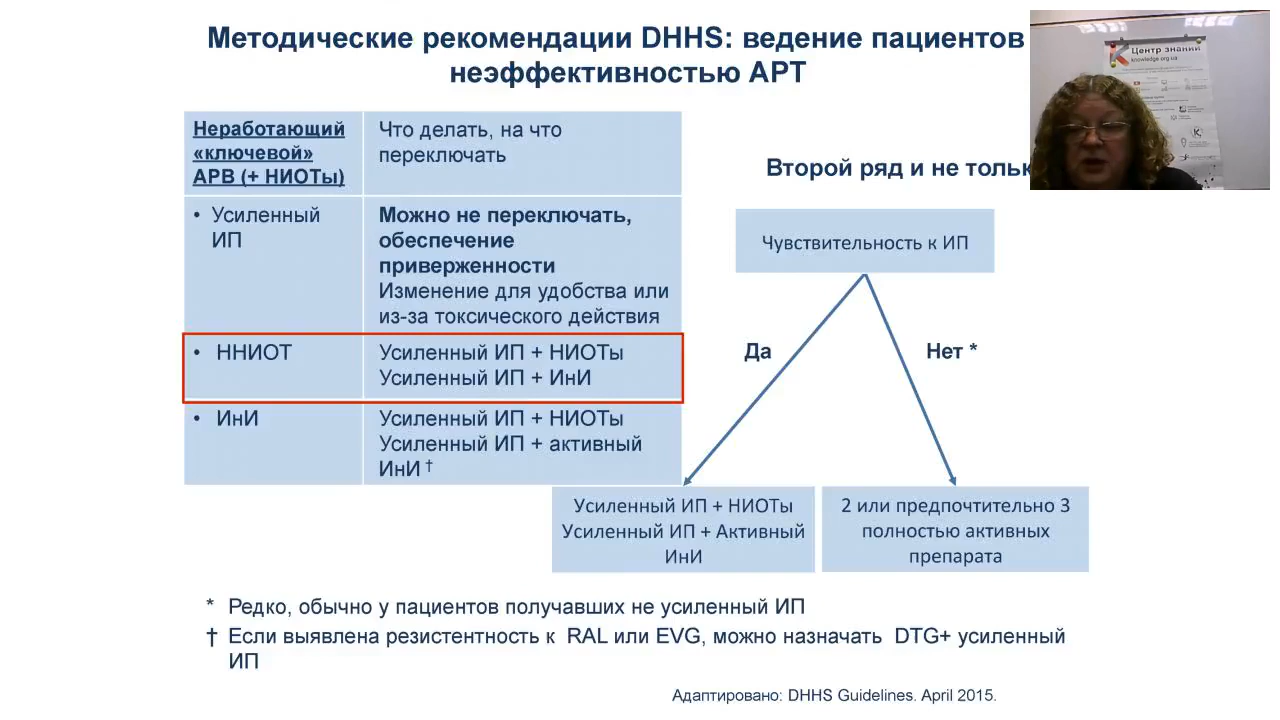 Методические рекомендации DHHS: ведение пациентов
неэффективностью АРТ
Центр знаний
knowledge.org.ua
Неработающий
«ключевой»
АРВ (+ НИОТы)
Что делать, на что
переключать
• Усиленный
ИП
Можно не переключать,
обеспечение
приверженности
Изменение для удобства или
из-за токсического действия
• ННИОТ
Усиленный ИП + НИОТы
Усиленный ИП + ИнИ
• ИнИ
Усиленный ИП + НИОТы
Усиленный ИП + активный
ИнИ †
Второй ряд и не тольк
Чувствительность к ИП
Да
Нет *
Усиленный ИП + НИОТы
Усиленный ИП + Активный
ИнИ
2 или предпочтительно 3
полностью активных
препарата
* Редко, обычно у пациентов получавших не усиленный ИП
† Если выявлена резистентность к RAL или EVG, можно назначать DTG+ усиленный
ИП
Адаптировано: DHHS Guidelines. April 2015.